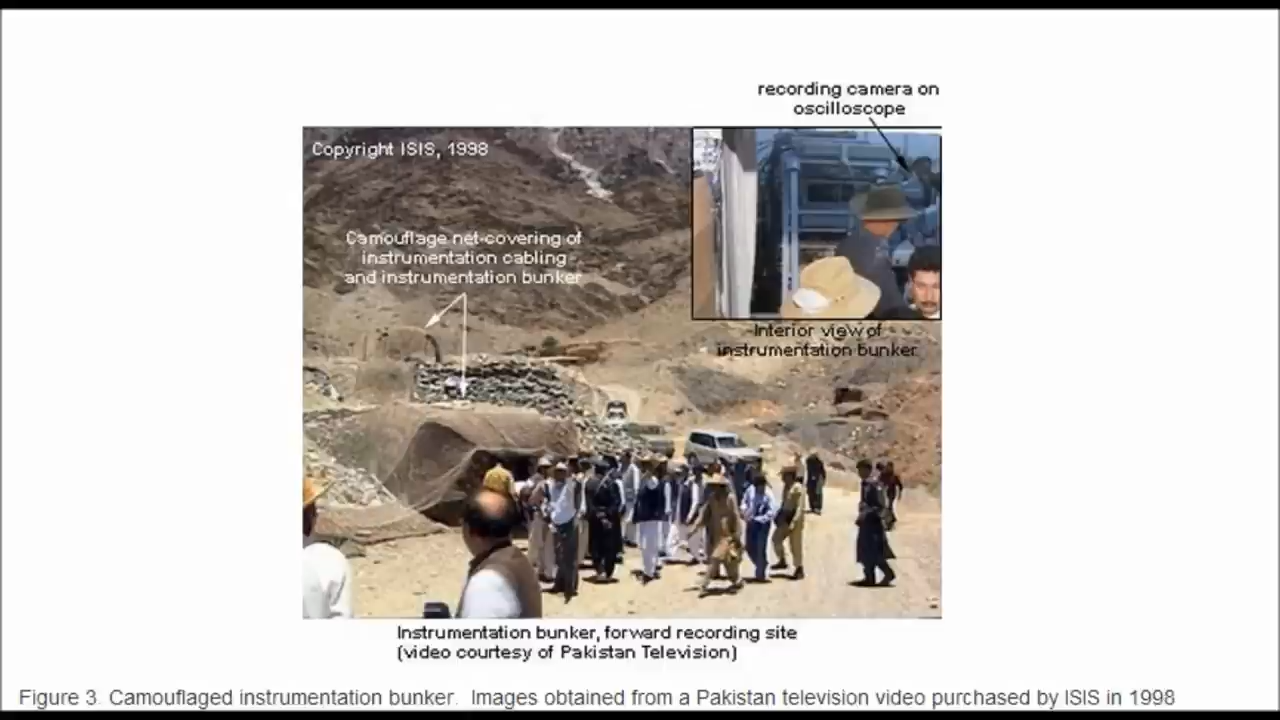 recording camera on
oscilloscope
Copyright ISIS, 1998
Camouflage net-covering of
instrumentation cabling
and instrumentation bunker
Interior view of
instrumentation bunker
Instrumentation bunker, forward recording site
(video courtesy of Pakistan Television)
Figure 3. Camouflaged instrumentation bunker. Images obtained from a Pakistan television video purchased by ISIS in 1998